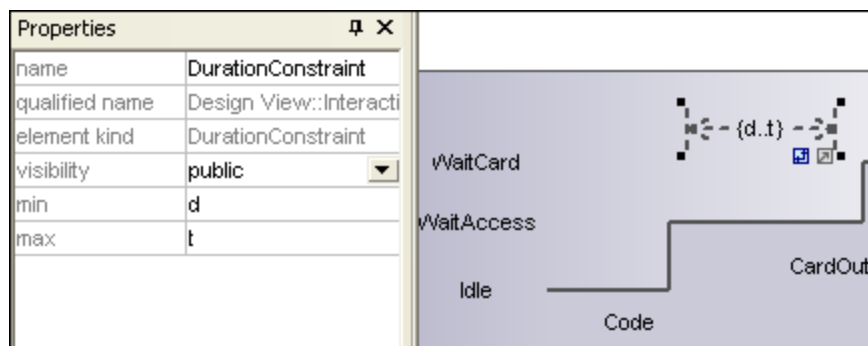 Properties
name DurationConstraint
qualified name Design View::Interacti
element kind DurationConstraint
visibility public
min d
max t
{d..t}
WaitCard
WaitAccess
CardOut
Idle
Code